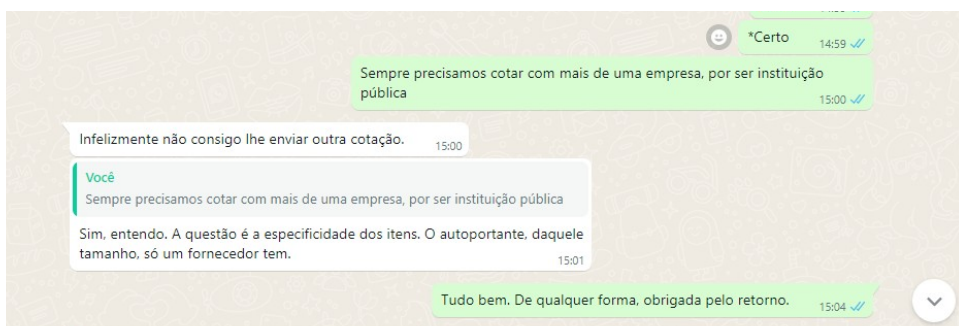 *Certo
14:59
Sempre precisamos cotar com mais de uma empresa, por ser instituição
pública
15:00
Infelizmente não consigo lhe enviar outra cotação.
15:00
Você
Sempre precisamos cotar com mais de uma empresa, por ser instituição pública
Sim, entendo. A questão é a especificidade dos itens. O autoportante, daquele
tamanho, só um fornecedor tem.
15:01
Tudo bem. De qualquer forma, obrigada pelo retorno.
15:04